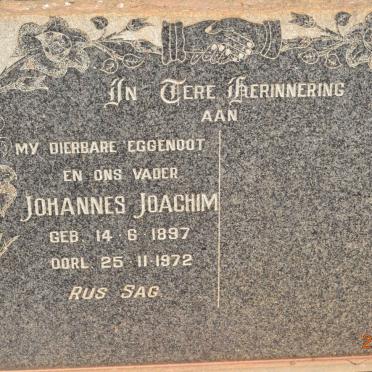 In Tere Herinnering
AAN
MY DIERBARE EGGENOOT
EN ONS VADER
JOHANNES JOACHIM
GEB. 14. 6. 1897
OORL. 25. 11. 1972
RUS SAG